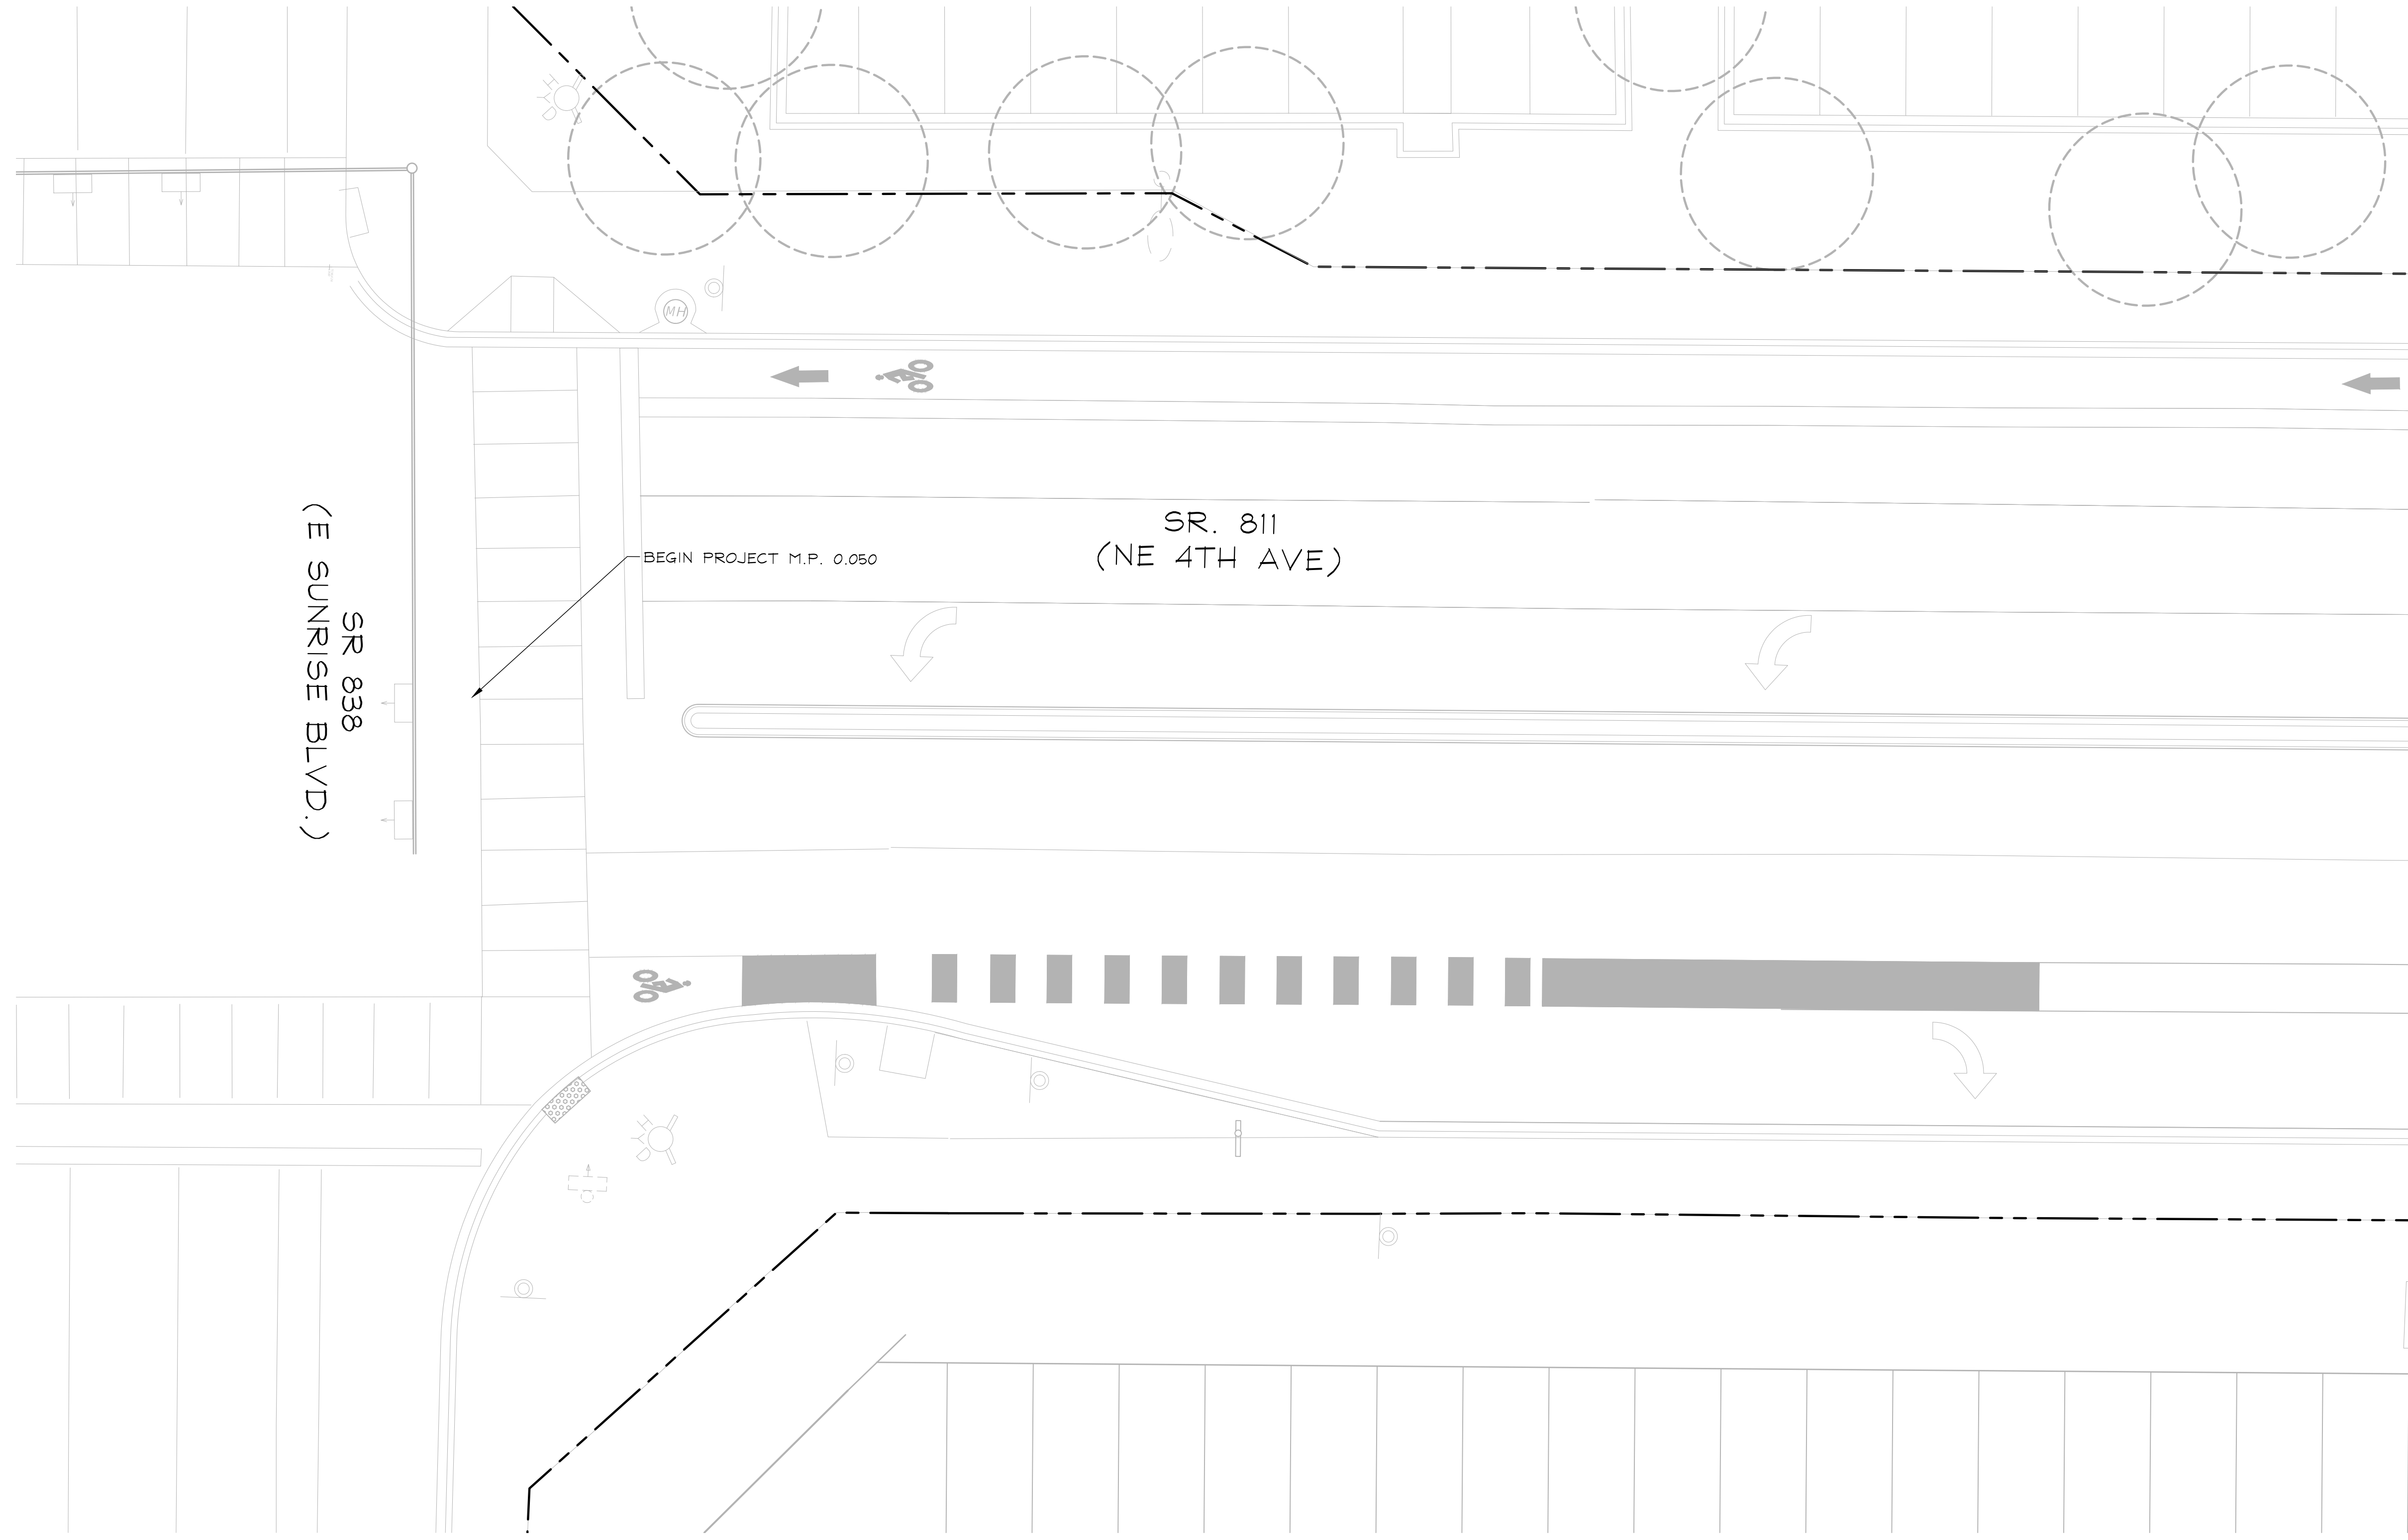 MH
SR. 811
(NE 4TH AVE)
BEGIN PROJECT M.P. 0.050
SR 838
(E SUNRISE BLVD.)